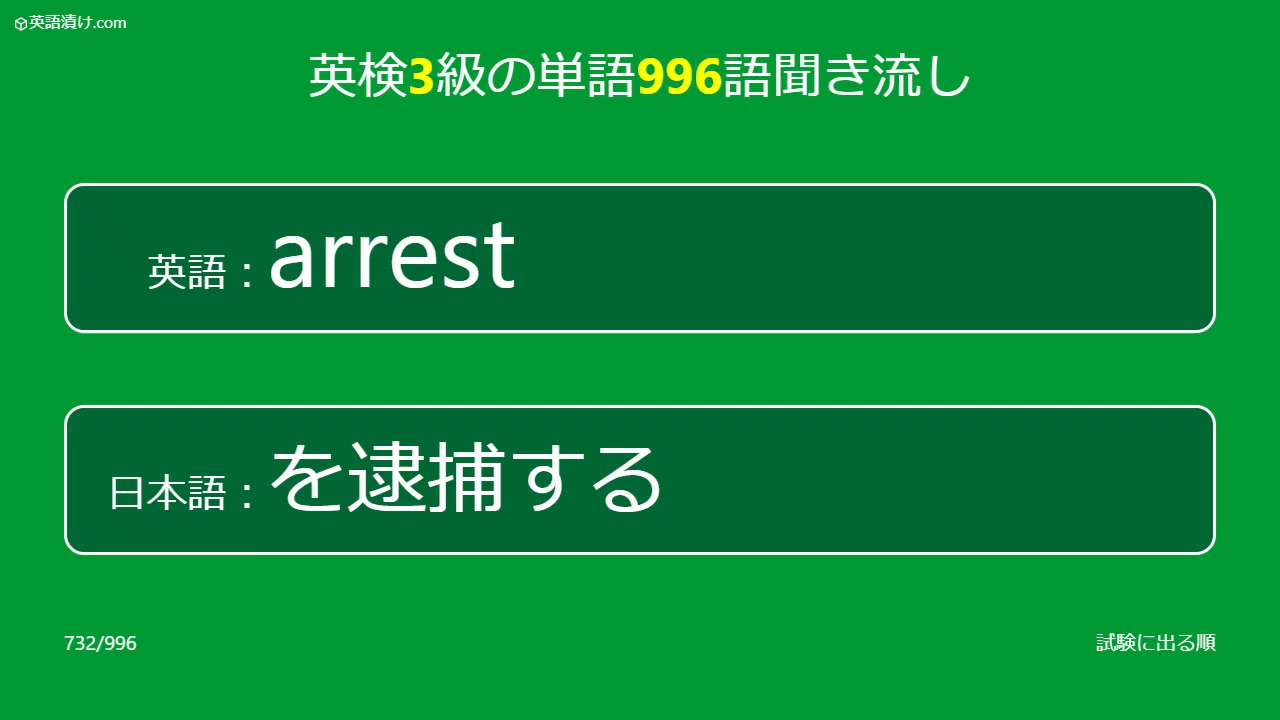 英語漬け.com
英検3級の単語996語聞き流し
英語：arrest
日本語：を逮捕する
732/996
試験に出る順